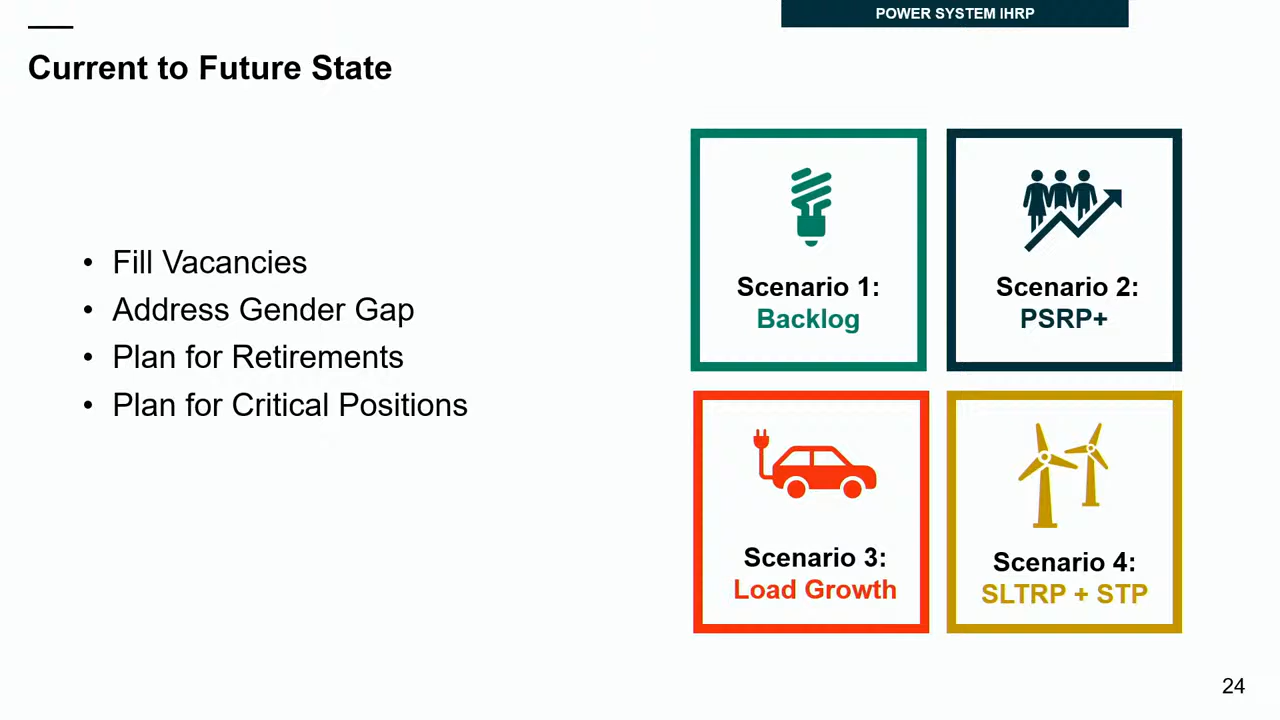 POWER SYSTEM IHRP
Current to Future State
• Fill Vacancies
• Address Gender Gap
• Plan for Retirements
• Plan for Critical Positions
Scenario 1:
Backlog
Scenario 2:
PSRP+
Scenario 3:
Load Growth
Scenario 4:
SLTRP + STP
24